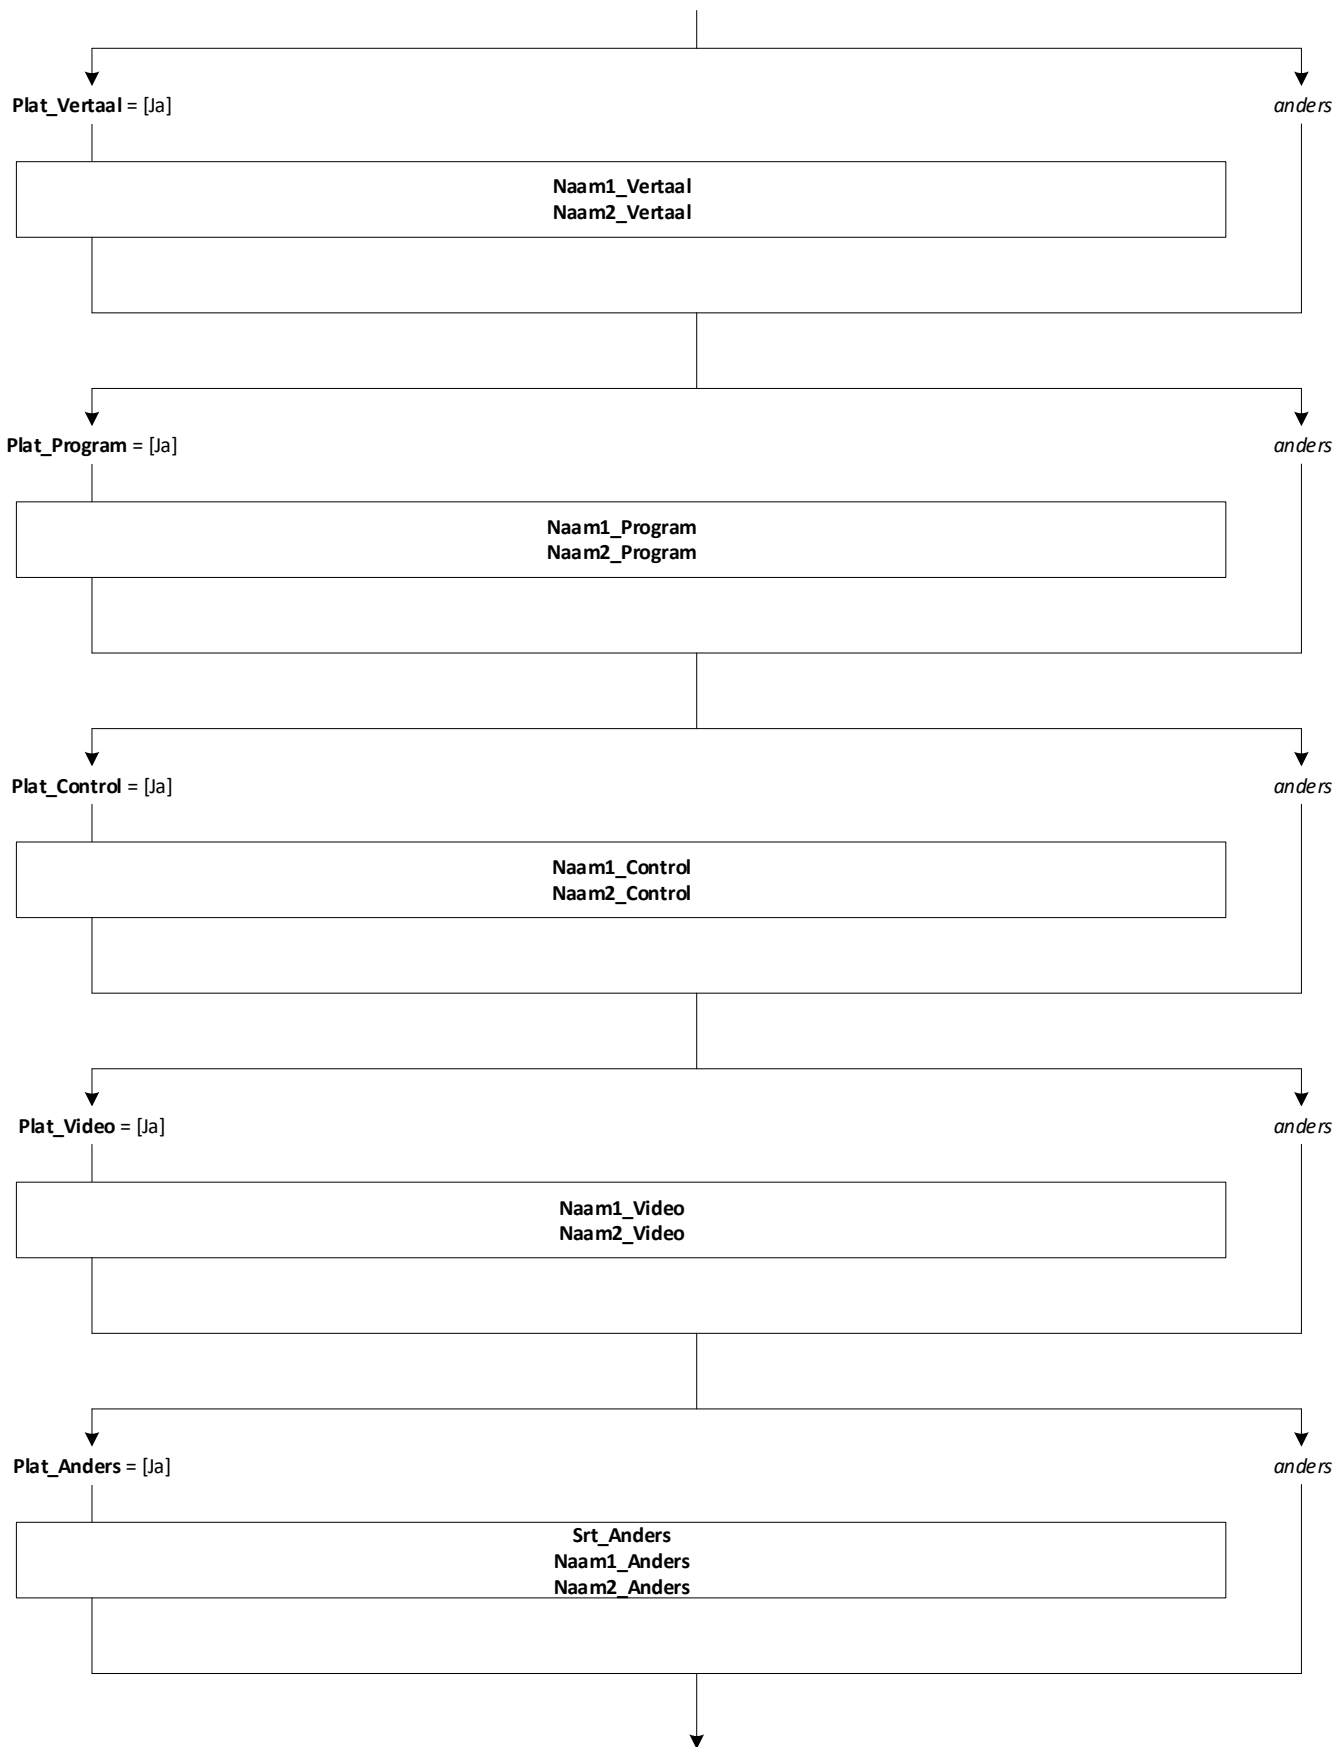 Plat_Vertaal = [Ja] anders
Naam1_Vertaal
Naam2_Vertaal
Plat_Program = [Ja] anders
Naam1_Program
Naam2_Program
Plat_Control = [Ja] anders
Naam1_Control
Naam2_Control
Plat_Video = [Ja] anders
Naam1_Video
Naam2_Video
Plat_Anders = [Ja] anders
Srt_Anders
Naam1_Anders
Naam2_Anders